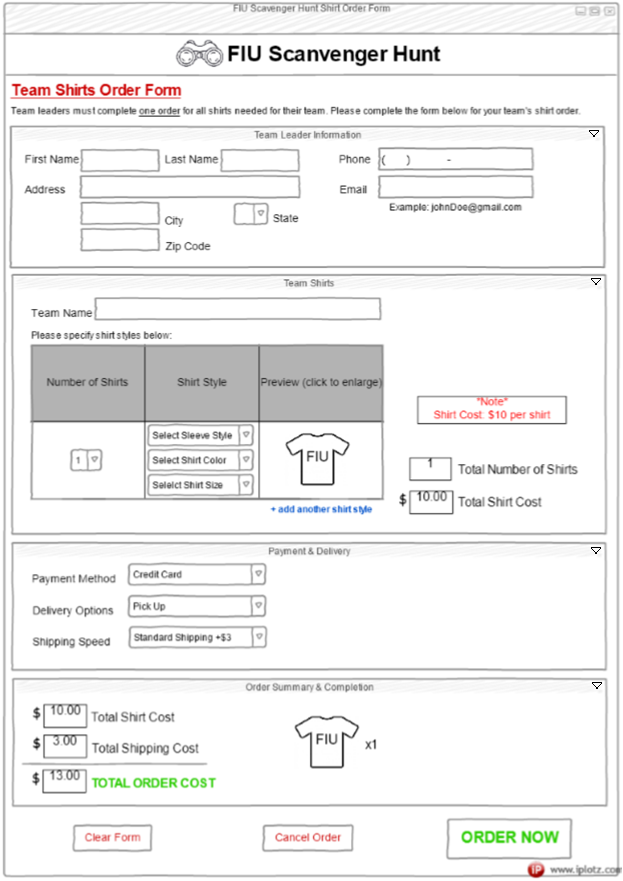 FIU Scavenger Hunt Shirt Order Form
FIU Scanvenger Hunt
Team Shirts Order Form
Team leaders must complete one order for all shirts needed for their team. Please complete the form below for your team's shirt order.
Team Leader Information
First Name Last Name Phone ( ) -
Address Email
Example: johnDoe@gmail.com
City State
Zip Code
Team Shirts
Team Name
Please specify shirt styles below:
Number of Shirts Shirt Style Preview (click to enlarge)
"Note"
Shirt Cost: $10 per shirt
Select Sleeve Style
1 Select Shirt Color FIU
Selelct Shirt Size
1 Total Number of Shirts
$ 10.00 Total Shirt Cost
+ add another shirt style
Payment & Delivery
Payment Method Credit Card
Delivery Options Pick Up
Shipping Speed Standard Shipping +$3
Order Summary & Completion
$ 10.00 Total Shirt Cost
$ 3.00 Total Shipping Cost
FIU x1
$ 13.00 TOTAL ORDER COST
Clear Form Cancel Order ORDER NOW
IP www.iplotz.com